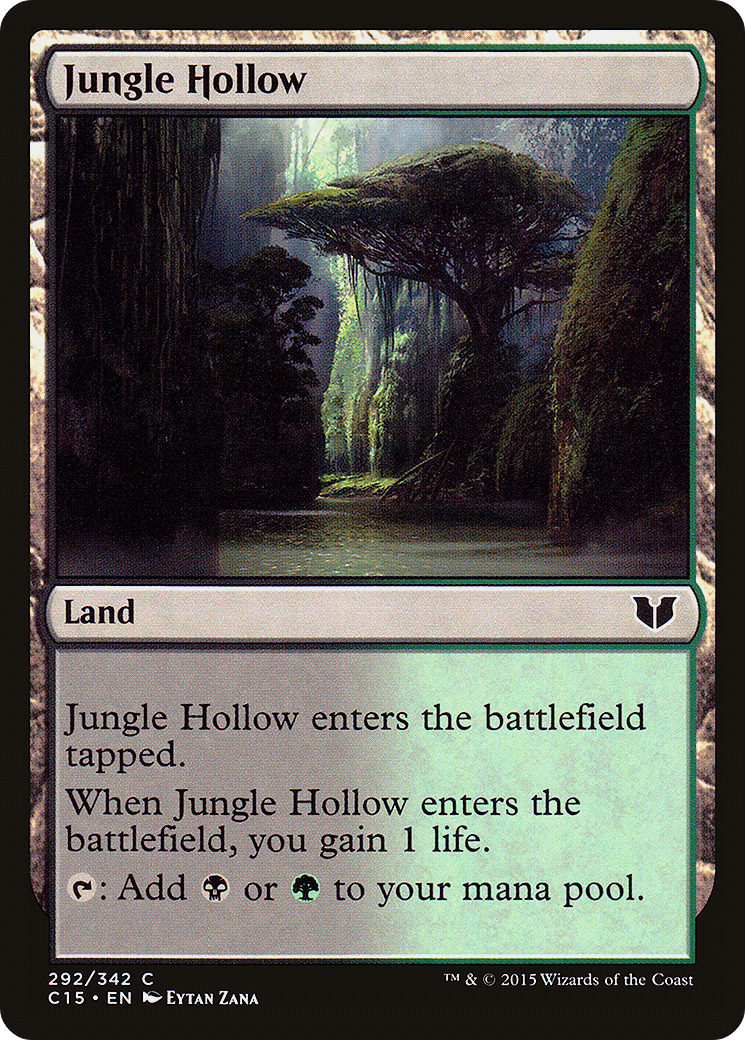 Jungle Hollow
Land
Jungle Hollow enters the battlefield
tapped.
When Jungle Hollow enters the
battlefield, you gain 1 life.
: Add or to your mana pool.
292/342 C
C15 • EN Eytan Zana
™ & © 2015 Wizards of the Coast